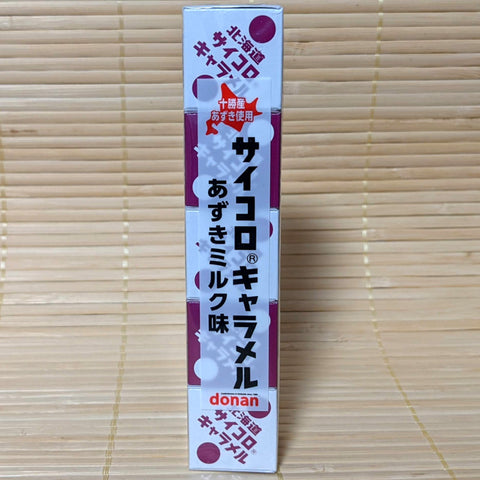 北海道
サイコロ
キャラメル
十勝産
あずき使用
サイコロ®キャラメル
あずきミルク味
donan
北海道
サイコロ®
キャラメル